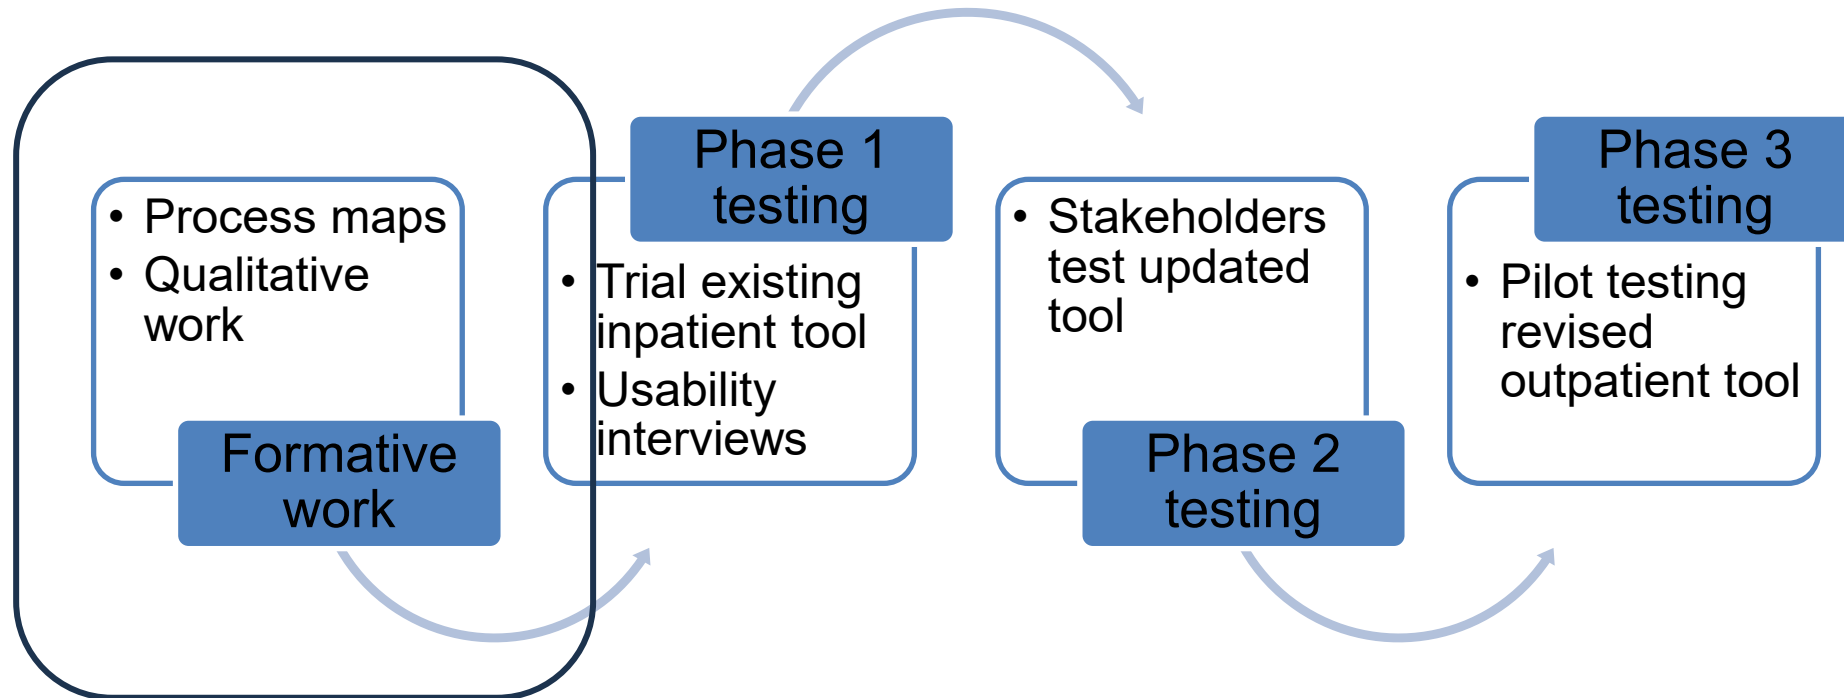 • Process maps
• Qualitative
work
Formative
work
Phase 1
testing
• Trial existing
inpatient tool
• Usability
interviews
• Stakeholders
test updated
tool
Phase 2
testing
Phase 3
testing
• Pilot testing
revised
outpatient tool